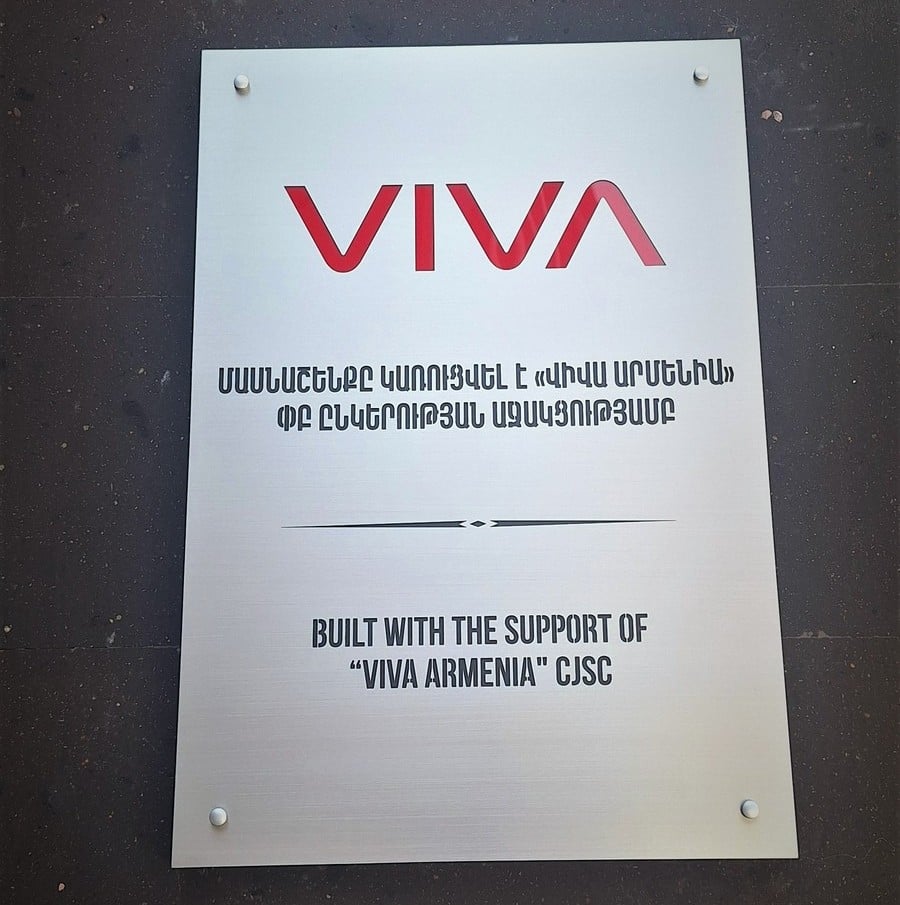 VIVA
ՄԱՍՆԱՇԵՆՔԸ ԿԱՌՈՒՑՎԵԼ Է «ՎԻՎԱ ԱՐՄԵՆԻԱ»
ՓԲ ԸՆԿԵՐՈՒԹՅԱՆ ԱՋԱԿՑՈՒԹՅԱՄԲ
BUILT WITH THE SUPPORT OF
“VIVA ARMENIA" CJSC